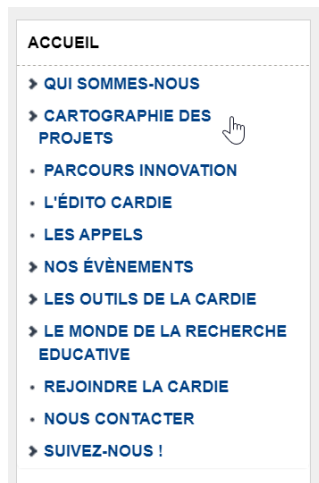 ACCUEIL
QUI SOMMES-NOUS
CARTOGRAPHIE DES
PROJETS
PARCOURS INNOVATION
L'ÉDITO CARDIE
LES APPELS
NOS ÉVÈNEMENTS
LES OUTILS DE LA CARDIE
LE MONDE DE LA RECHERCHE
EDUCATIVE
REJOINDRE LA CARDIE
NOUS CONTACTER
SUIVEZ-NOUS !